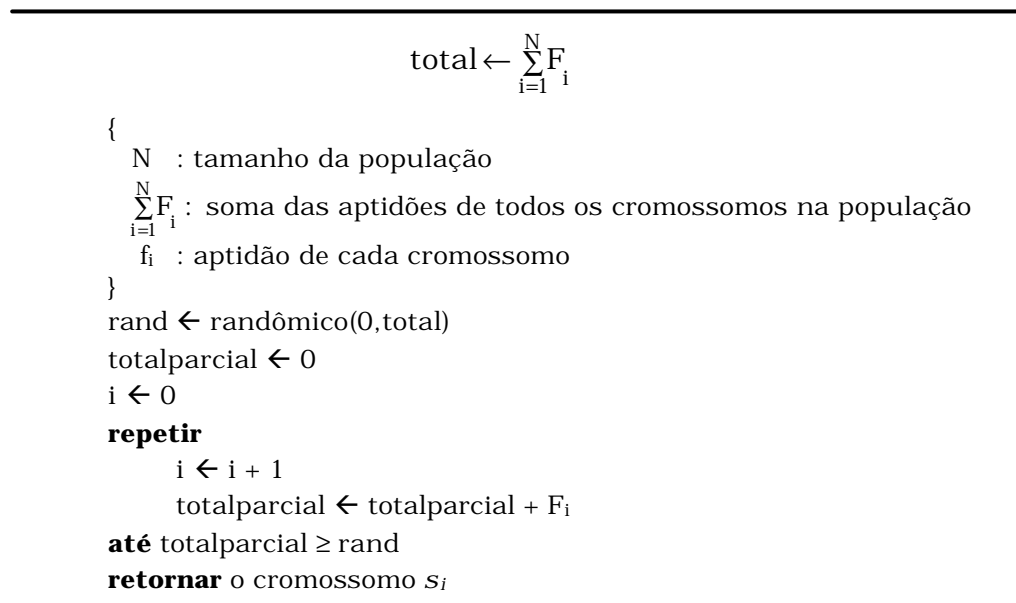 total ← ∑_{i=1}^{N} F_i
{
N : tamanho da população
∑_{i=1}^{N} F_i : soma das aptidões de todos os cromossomos na população
f_i : aptidão de cada cromossomo
}
rand ← randômico(0,total)
totalparcial ← 0
i ← 0
repetir
i ← i + 1
totalparcial ← totalparcial + F_i
até totalparcial ≥ rand
retornar o cromossomo s_i